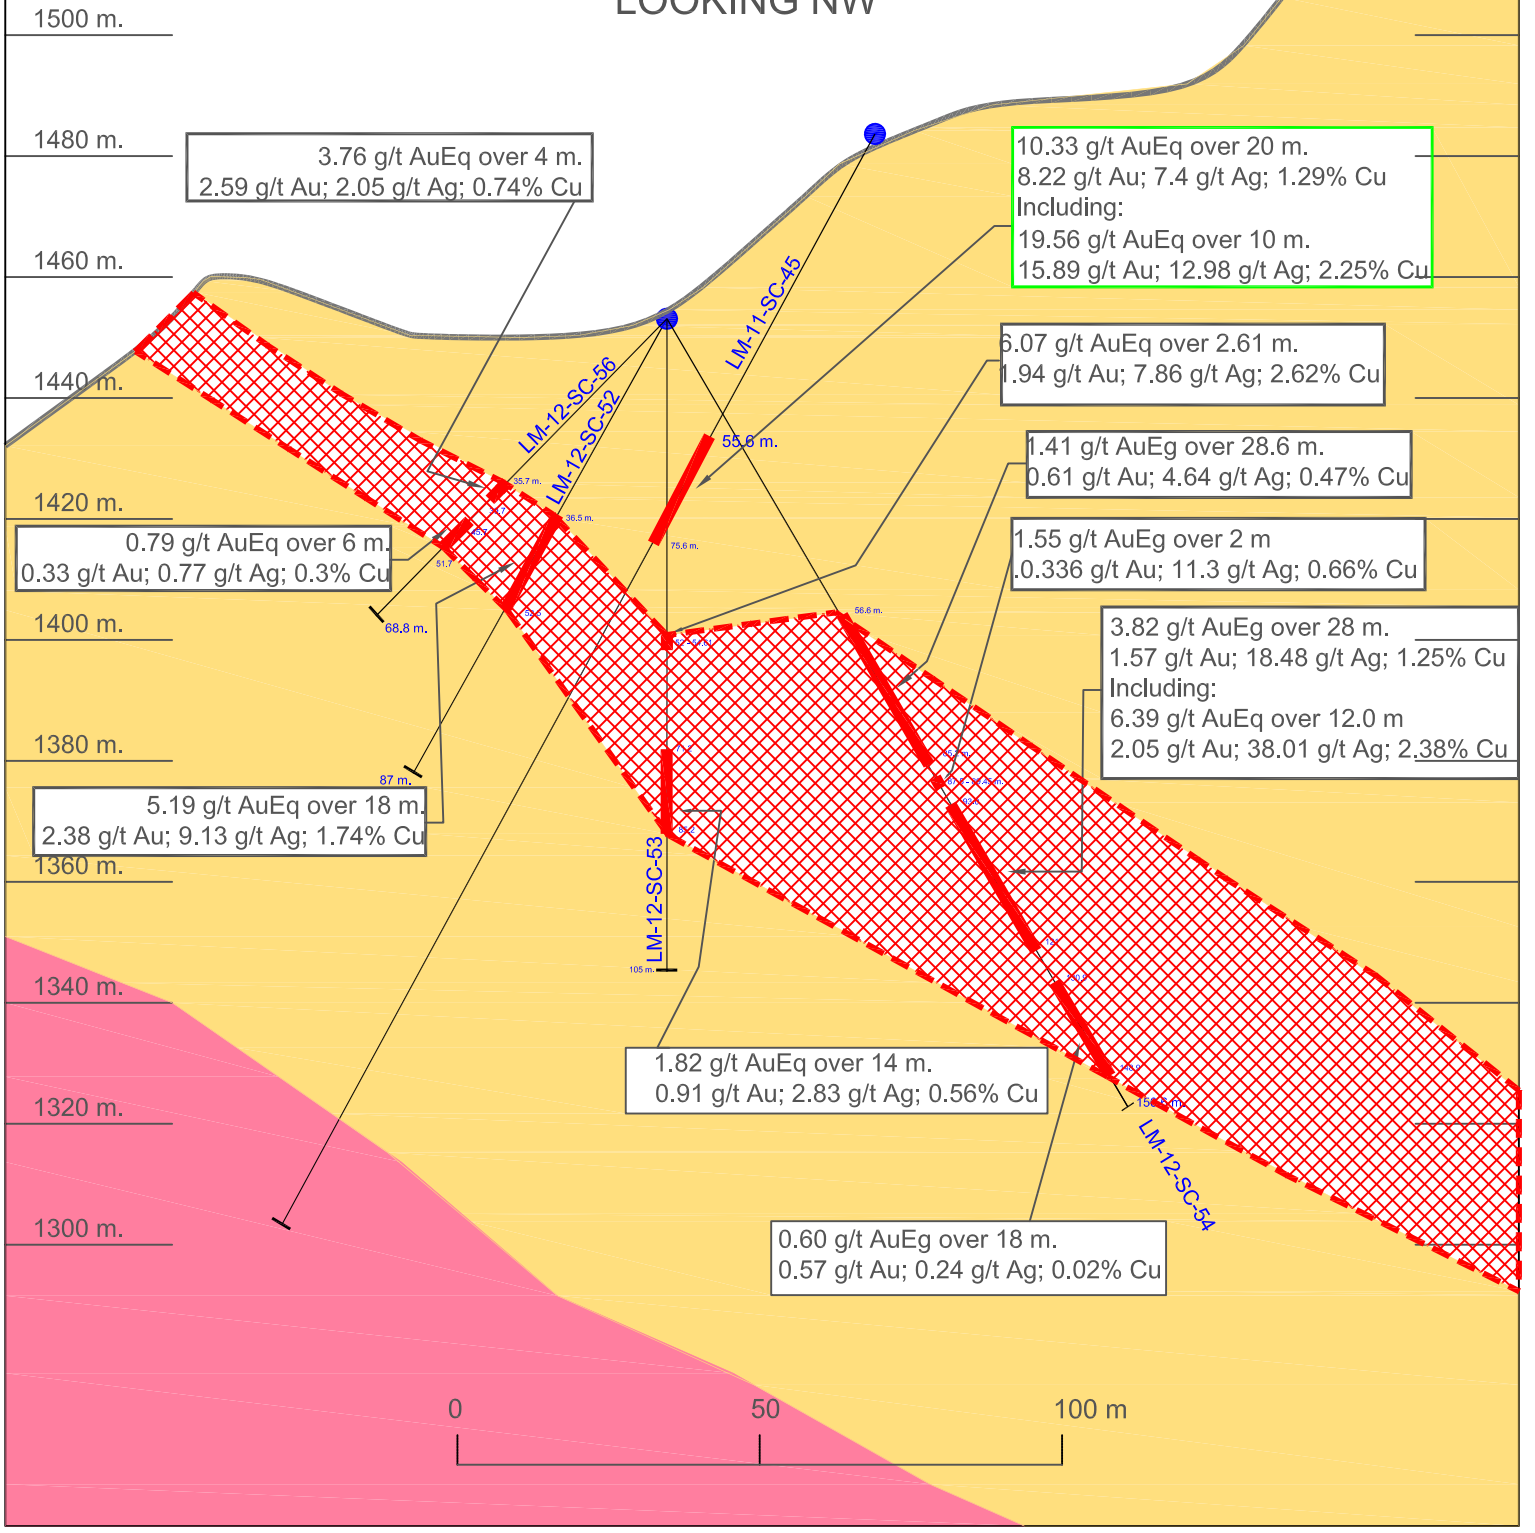 LOOKING NW
1500 m.
1480 m.
1460 m.
1440 m.
1420 m.
1400 m.
1380 m.
1360 m.
1340 m.
1320 m.
1300 m.
3.76 g/t AuEq over 4 m.
2.59 g/t Au; 2.05 g/t Ag; 0.74% Cu
10.33 g/t AuEq over 20 m.
8.22 g/t Au; 7.4 g/t Ag; 1.29% Cu
Including:
19.56 g/t AuEq over 10 m.
15.89 g/t Au; 12.98 g/t Ag; 2.25% Cu
6.07 g/t AuEq over 2.61 m.
1.94 g/t Au; 7.86 g/t Ag; 2.62% Cu
1.41 g/t AuEg over 28.6 m.
0.61 g/t Au; 4.64 g/t Ag; 0.47% Cu
1.55 g/t AuEg over 2 m
.0.336 g/t Au; 11.3 g/t Ag; 0.66% Cu
3.82 g/t AuEg over 28 m.
1.57 g/t Au; 18.48 g/t Ag; 1.25% Cu
Including:
6.39 g/t AuEq over 12.0 m
2.05 g/t Au; 38.01 g/t Ag; 2.38% Cu
0.79 g/t AuEq over 6 m.
0.33 g/t Au; 0.77 g/t Ag; 0.3% Cu
5.19 g/t AuEq over 18 m.
2.38 g/t Au; 9.13 g/t Ag; 1.74% Cu
1.82 g/t AuEq over 14 m.
0.91 g/t Au; 2.83 g/t Ag; 0.56% Cu
0.60 g/t AuEg over 18 m.
0.57 g/t Au; 0.24 g/t Ag; 0.02% Cu
LM-11-SC-45
LM-12-SC-56
LM-12-SC-52
LM-12-SC-53
LM-12-SC-54
55.6 m.
75.6 m.
35.7 m.
36.5 m.
45.7
51.7
68.8 m.
87 m.
56.6 m.
105 m.
0
50
100 m